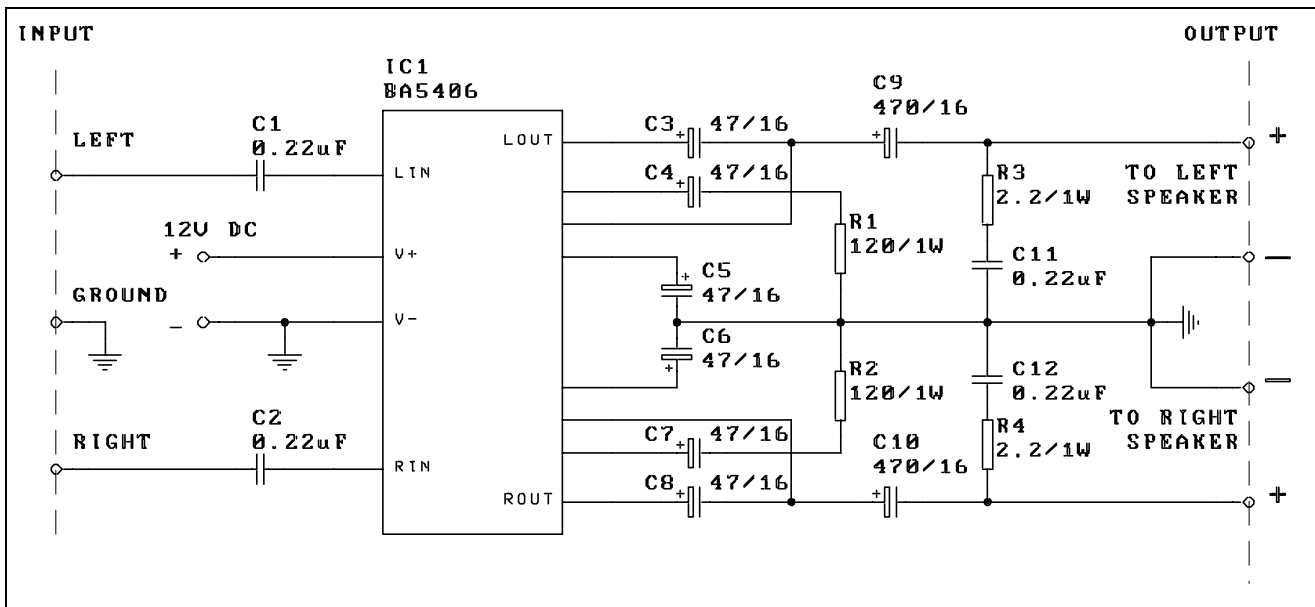 INPUT
OUTPUT
IC1
BA5406
LEFT
C1
0.22uF
LIN
LOUT
C3
47/16
C9
470/16
+
TO LEFT
SPEAKER
C4
47/16
R3
2.2/1W
12V DC
+
V+
R1
120/1W
C5
47/16
C11
0.22uF
—
GROUND
_
V-
C6
47/16
R2
120/1W
C12
0.22uF
—
RIGHT
C2
0.22uF
RIN
C7
47/16
C10
470/16
R4
2.2/1W
TO RIGHT
SPEAKER
C8
47/16
ROUT
+